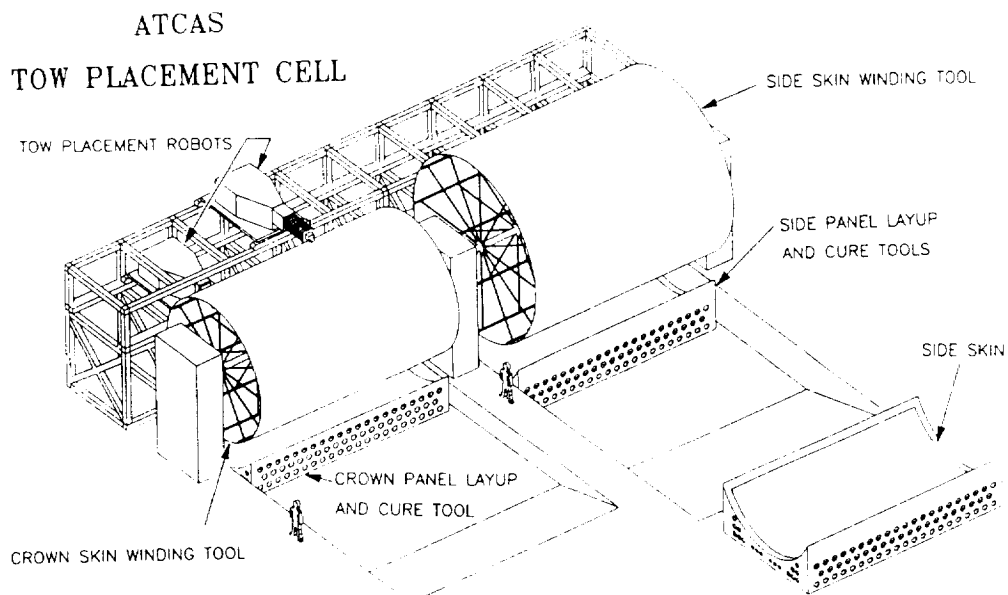 ATCAS
TOW PLACEMENT CELL
SIDE SKIN WINDING TOOL
TOW PLACEMENT ROBOTS
SIDE PANEL LAYUP
AND CURE TOOLS
SIDE SKIN
CROWN PANEL LAYUP
AND CURE TOOL
CROWN SKIN WINDING TOOL